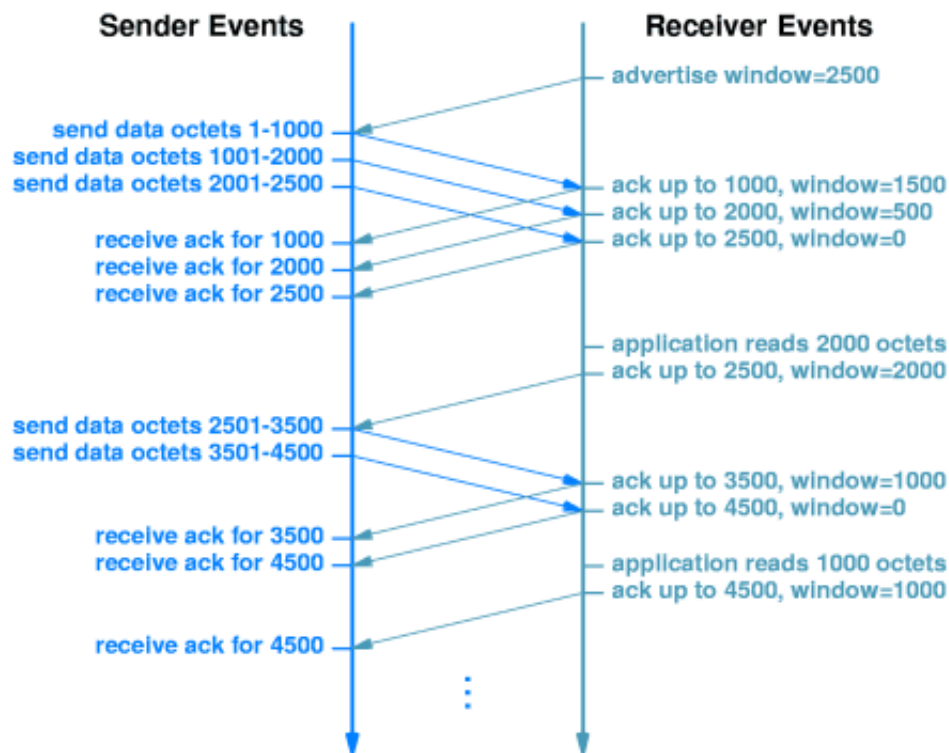 Sender Events
Receiver Events
advertise window=2500
send data octets 1-1000
send data octets 1001-2000
send data octets 2001-2500
ack up to 1000, window=1500
ack up to 2000, window=500
ack up to 2500, window=0
receive ack for 1000
receive ack for 2000
receive ack for 2500
application reads 2000 octets
ack up to 2500, window=2000
send data octets 2501-3500
send data octets 3501-4500
ack up to 3500, window=1000
ack up to 4500, window=0
receive ack for 3500
receive ack for 4500
application reads 1000 octets
ack up to 4500, window=1000
receive ack for 4500